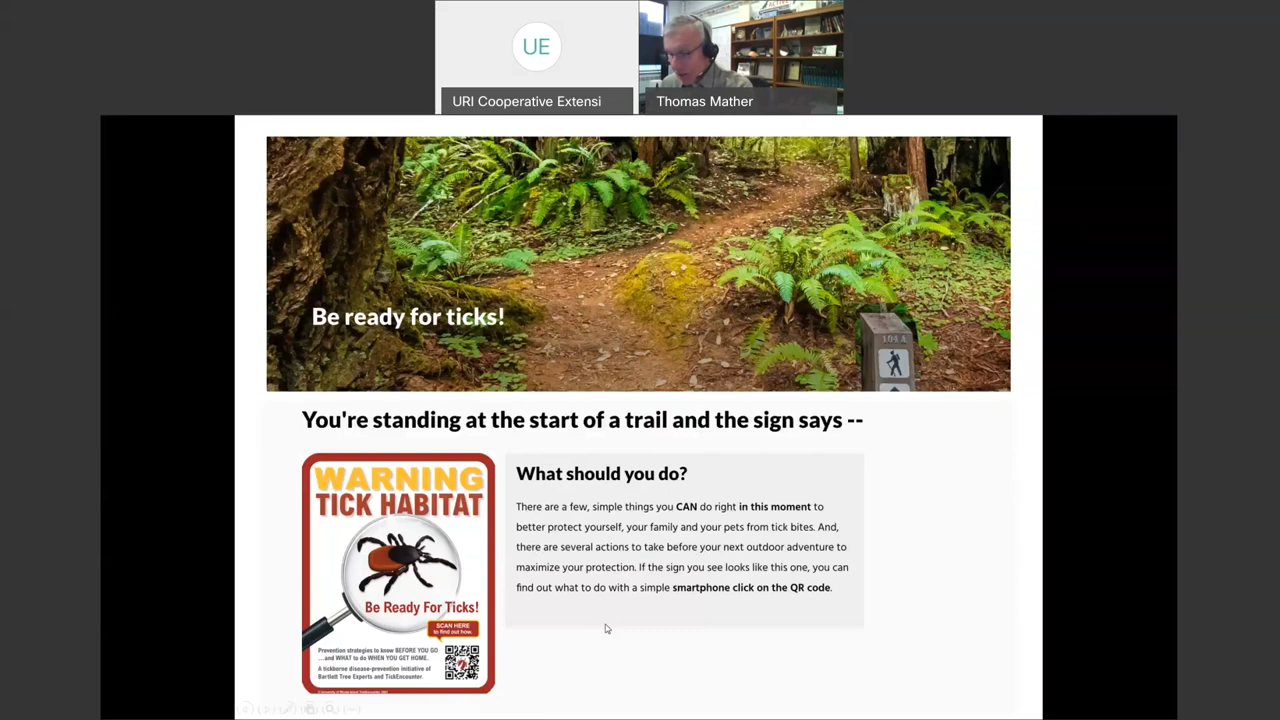 UE
URI Cooperative Extensi
Thomas Mather
Be ready for ticks!
You're standing at the start of a trail and the sign says --
WARNING
TICK HABITAT
Be Ready For Ticks!
SCAN HERE
to find out how.
Prevention strategies to know BEFORE YOU GO
...and WHAT to do WHEN YOU GET HOME.
A tickborne disease-prevention initiative of
Bartlett Tree Experts and TickEncounter.
What should you do?
There are a few, simple things you CAN do right in this moment to
better protect yourself, your family and your pets from tick bites. And,
there are several actions to take before your next outdoor adventure to
maximize your protection. If the sign you see looks like this one, you can
find out what to do with a simple smartphone click on the QR code.